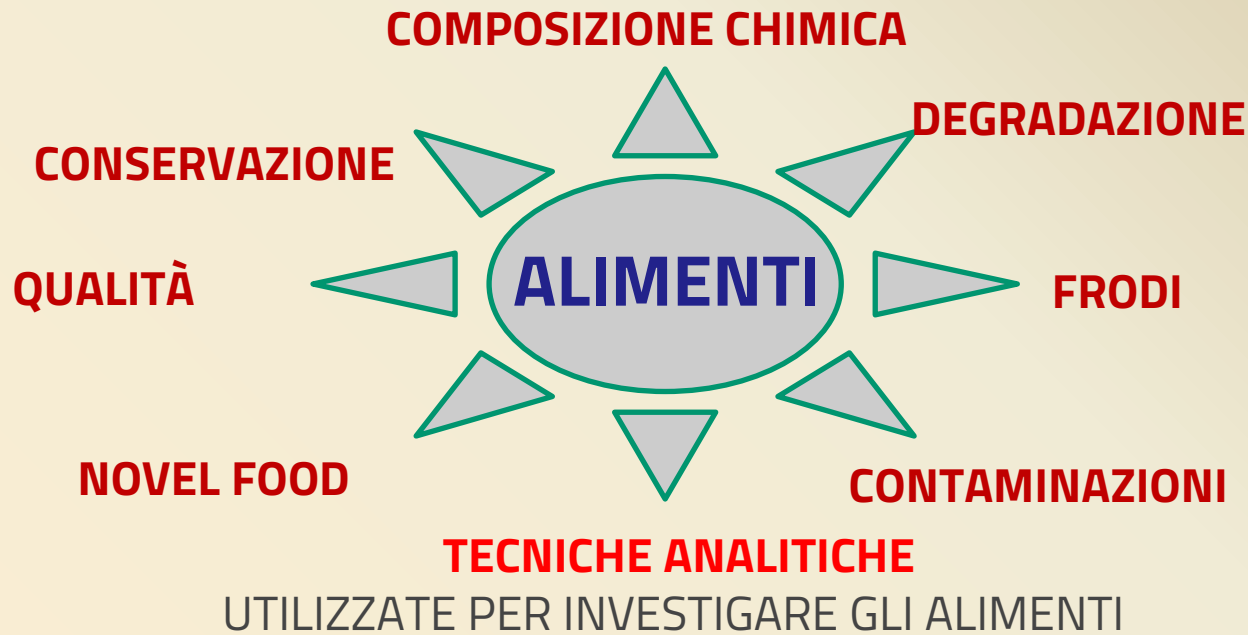 COMPOSIZIONE CHIMICA
DEGRADAZIONE
CONSERVAZIONE
ALIMENTI
QUALITÀ
FRODI
NOVEL FOOD
CONTAMINAZIONI
TECNICHE ANALITICHE
UTILIZZATE PER INVESTIGARE GLI ALIMENTI